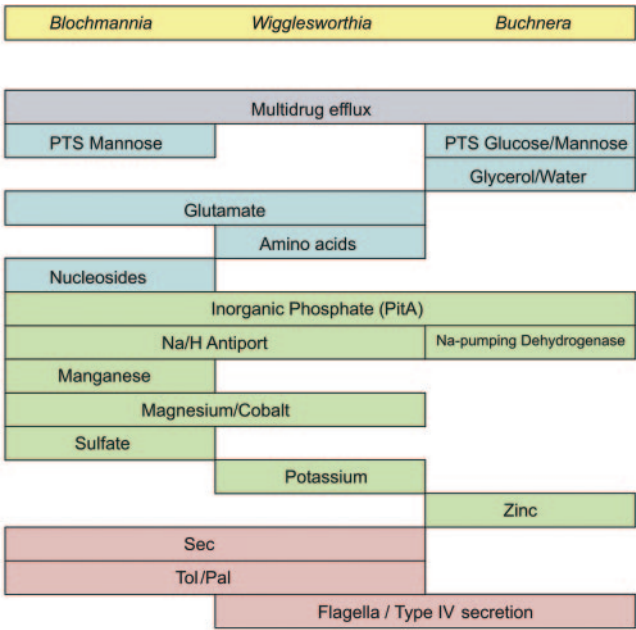 Blochmannia Wigglesworthia Buchnera
Multidrug efflux
PTS Mannose PTS Glucose/Mannose
Glycerol/Water
Glutamate
Amino acids
Nucleosides
Inorganic Phosphate (PitA)
Na/H Antiport Na-pumping Dehydrogenase
Manganese
Magnesium/Cobalt
Sulfate
Potassium
Zinc
Sec
Tol/Pal
Flagella / Type IV secretion